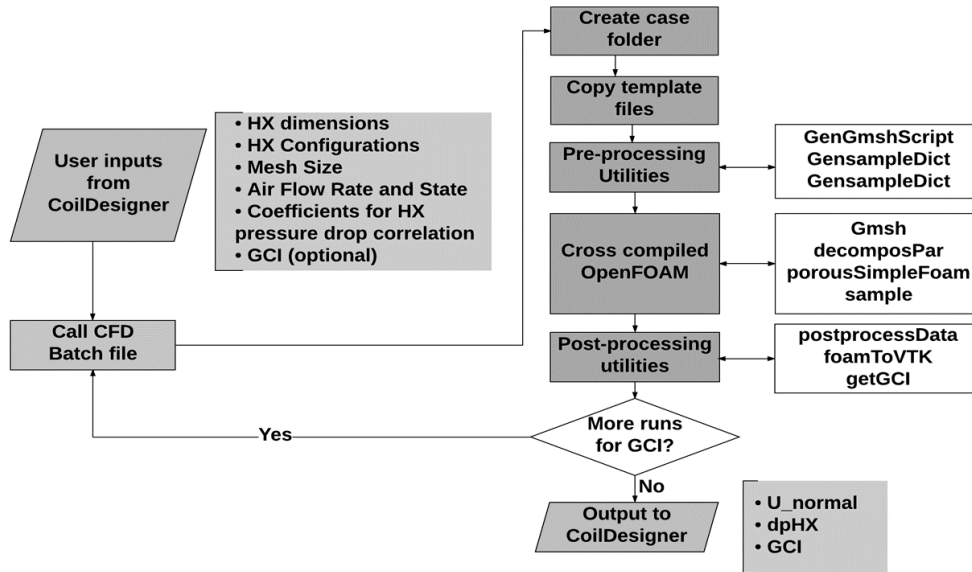 User inputs
from
CoilDesigner
• HX dimensions
• HX Configurations
• Mesh Size
• Air Flow Rate and State
• Coefficients for HX
pressure drop correlation
• GCI (optional)
Call CFD
Batch file
Create case
folder
Copy template
files
Pre-processing
Utilities
GenGmshScript
GensampleDict
GensampleDict
Cross compiled
OpenFOAM
Gmsh
decomposPar
porousSimpleFoam
sample
Post-processing
utilities
postprocessData
foamToVTK
getGCI
More runs
for GCI?
Yes
No
Output to
CoilDesigner
• U_normal
• dpHX
• GCI